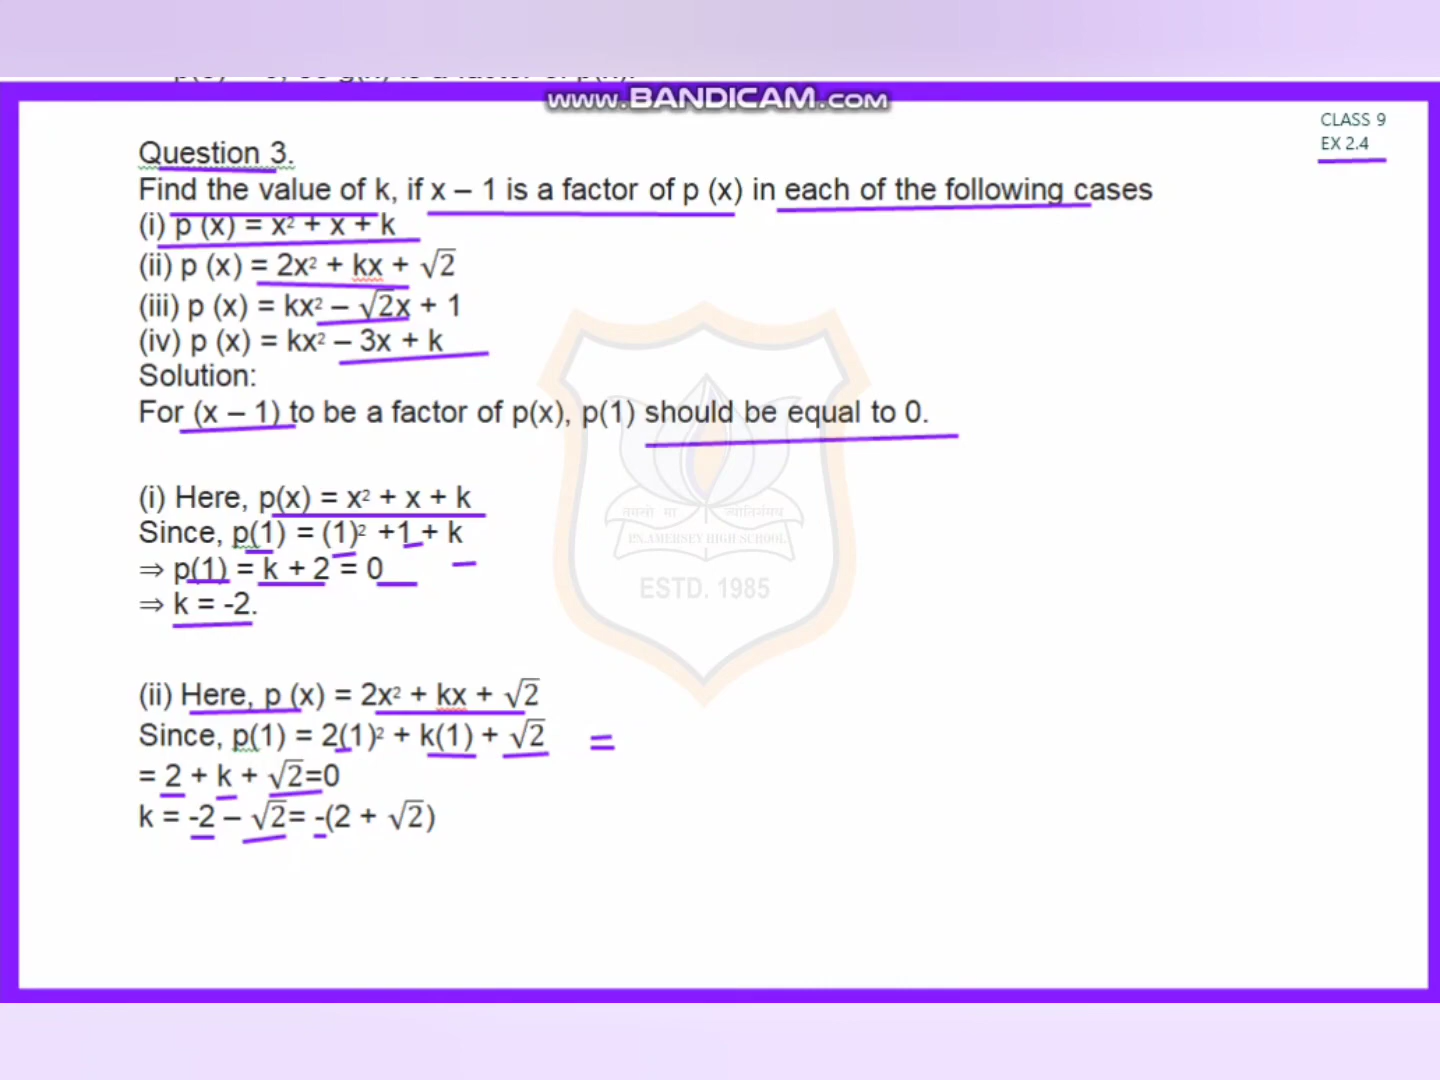 www.BANDICAM.com
CLASS 9
EX 2.4
Question 3.
Find the value of k, if x – 1 is a factor of p (x) in each of the following cases
(i) p (x) = x² + x + k
(ii) p (x) = 2x² + kx + √2
(iii) p (x) = kx² – √2x + 1
(iv) p (x) = kx² – 3x + k
Solution:
For (x – 1) to be a factor of p(x), p(1) should be equal to 0.
(i) Here, p(x) = x² + x + k
Since, p(1) = (1)² +1 + k
⇒ p(1) = k + 2 = 0
⇒ k = -2.
P.N.AMERSEY HIGH SCHOOL
ESTD. 1985
(ii) Here, p (x) = 2x² + kx + √2
Since, p(1) = 2(1)² + k(1) + √2 =
= 2 + k + √2=0
k = -2 – √2= -(2 + √2)